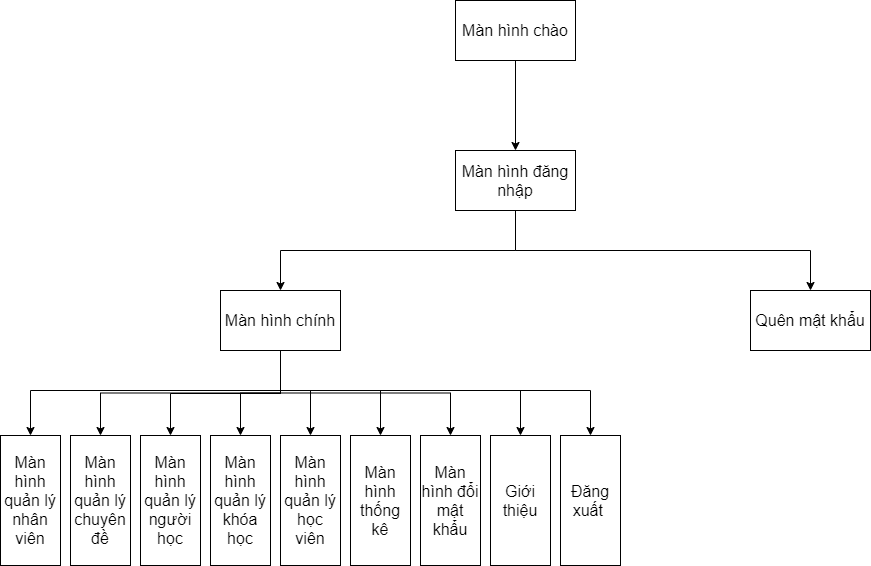 Màn hình chào
Màn hình đăng
nhập
Màn hình chính
Quên mật khẩu
Màn
hình
quản lý
nhân
viên
Màn
hình
quản lý
chuyên
đề
Màn
hình
quản lý
người
học
Màn
hình
quản lý
khóa
học
Màn
hình
quản lý
học
viên
Màn
hình
thống
kê
Màn
hình đổi
mật
khẩu
Giới
thiệu
Đăng
xuất